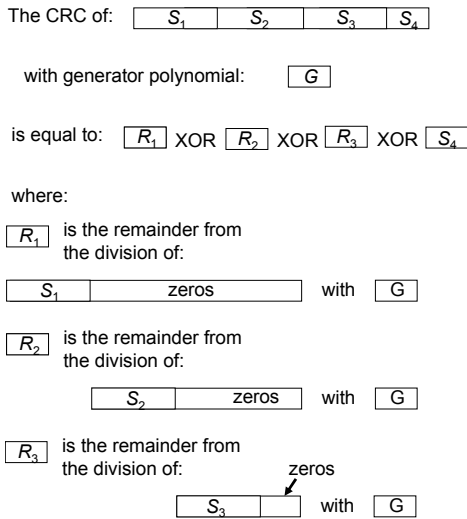 The CRC of: S₁ S₂ S₃ S₄
with generator polynomial: G
is equal to: R₁ XOR R₂ XOR R₃ XOR S₄
where:
R₁ is the remainder from
the division of:
S₁ zeros with G
R₂ is the remainder from
the division of:
S₂ zeros with G
R₃ is the remainder from
the division of:
zeros
S₃ with G